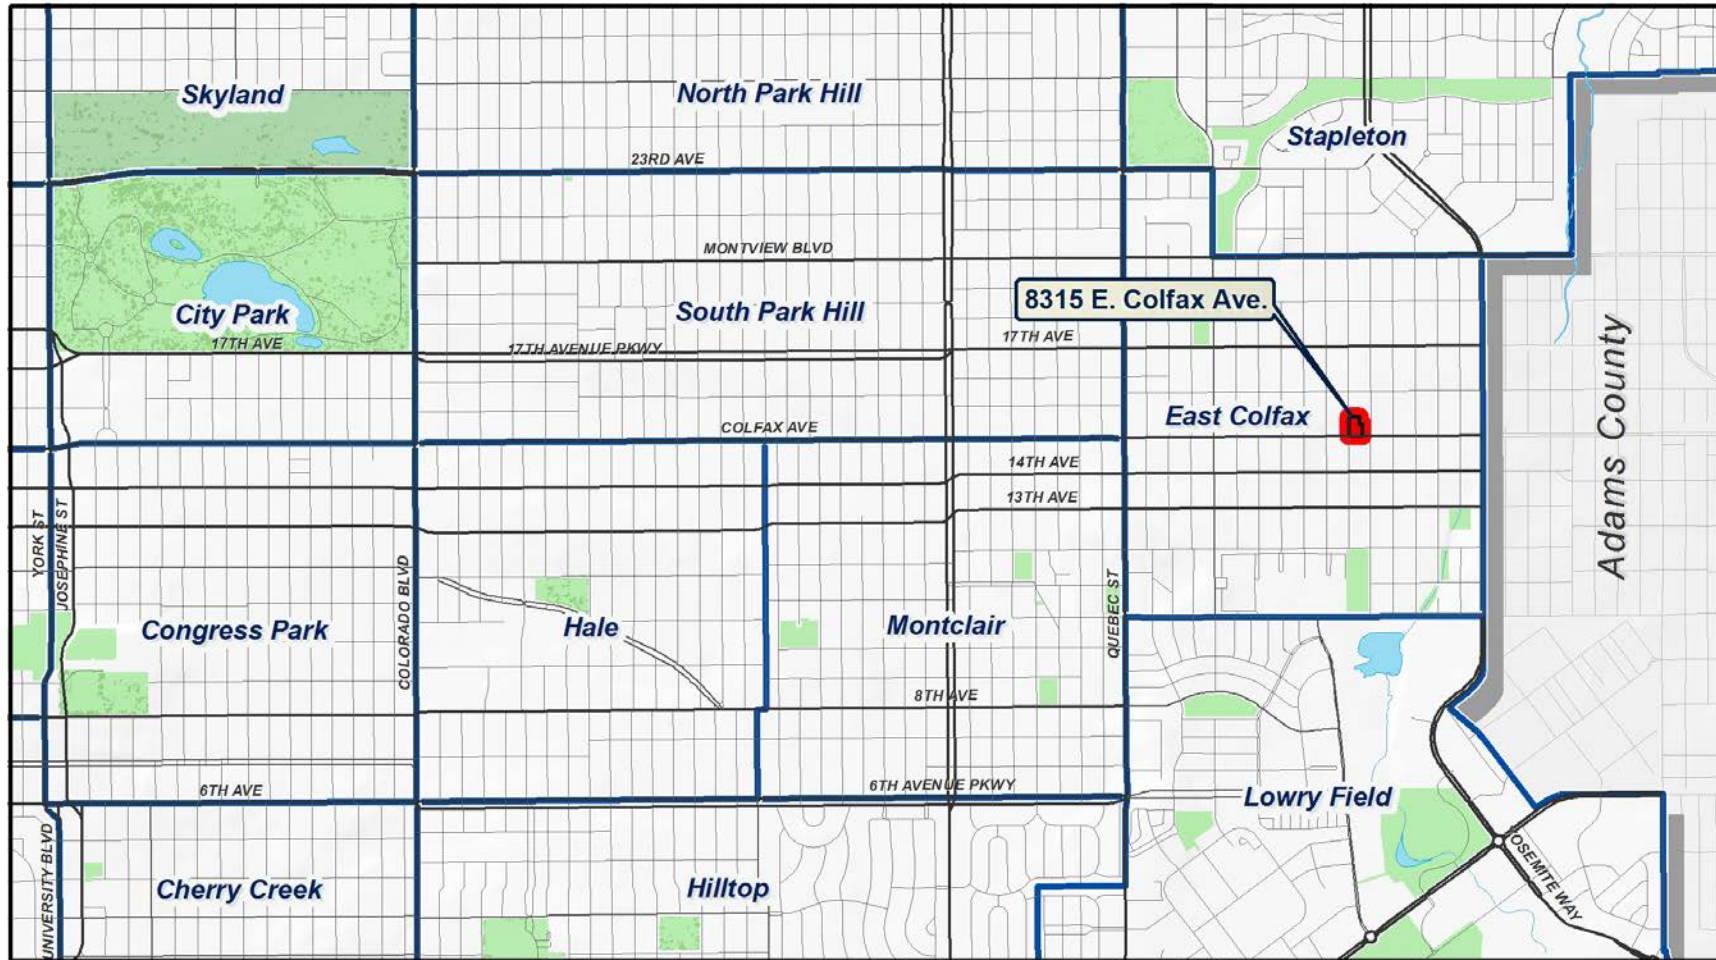 Skyland
North Park Hill
Stapleton
23RD AVE
MONTVIEW BLVD
8315 E. Colfax Ave.
City Park
South Park Hill
17TH AVE
17TH AVENUE PKWY
17TH AVE
East Colfax
COLFAX AVE
14TH AVE
13TH AVE
Adams County
YORK ST
JOSEPHINE ST
COLORADO BLVD
QUEBEC ST
Congress Park
Hale
Montclair
8TH AVE
6TH AVE
6TH AVENUE PKWY
Lowry Field
UNIVERSITY BLVD
Cherry Creek
Hilltop
OSEMITE WAY